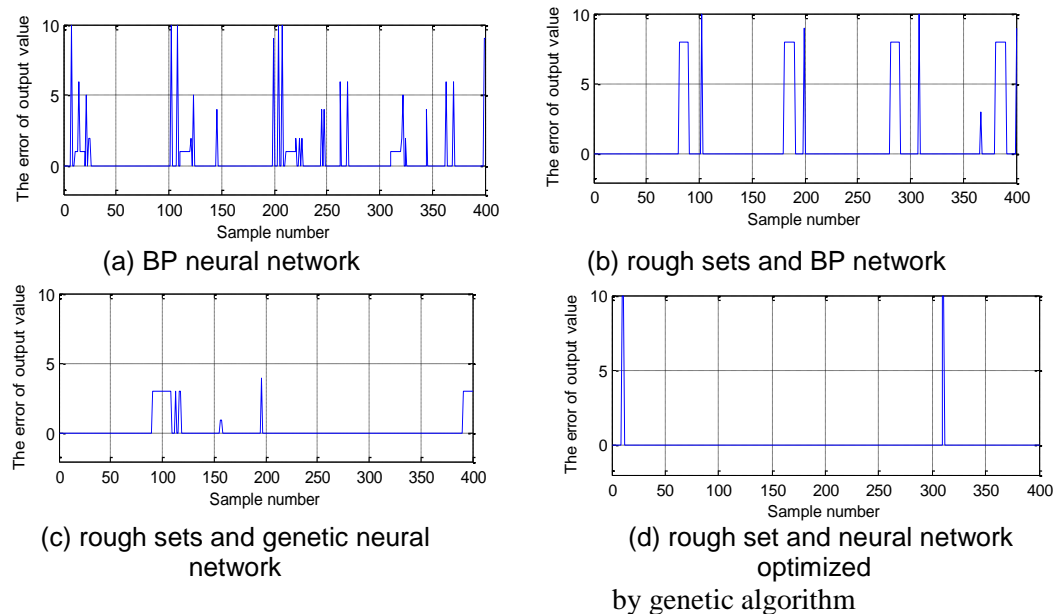 The error of output value
10
5
0
0 50 100 150 200 250 300 350 400
Sample number
(a) BP neural network
The error of output value
10
5
0
0 50 100 150 200 250 300 350 400
Sample number
(b) rough sets and BP network
The error of output value
10
5
0
0 50 100 150 200 250 300 350 400
Sample number
(c) rough sets and genetic neural
network
The error of output value
10
5
0
0 50 100 150 200 250 300 350 400
Sample number
(d) rough set and neural network
optimized
by genetic algorithm